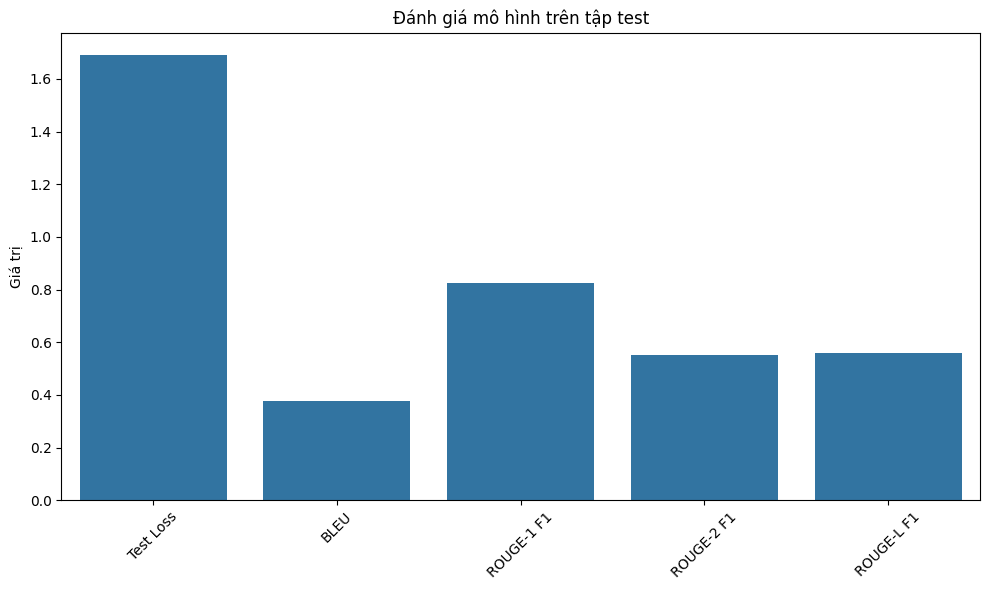 Đánh giá mô hình trên tập test
Giá trị
1.6
1.4
1.2
1.0
0.8
0.6
0.4
0.2
0.0
Test Loss
BLEU
ROUGE-1 F1
ROUGE-2 F1
ROUGE-L F1